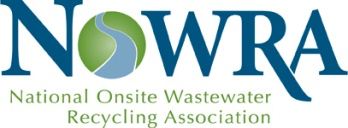 NOWRA
National Onsite Wastewater
Recycling Association